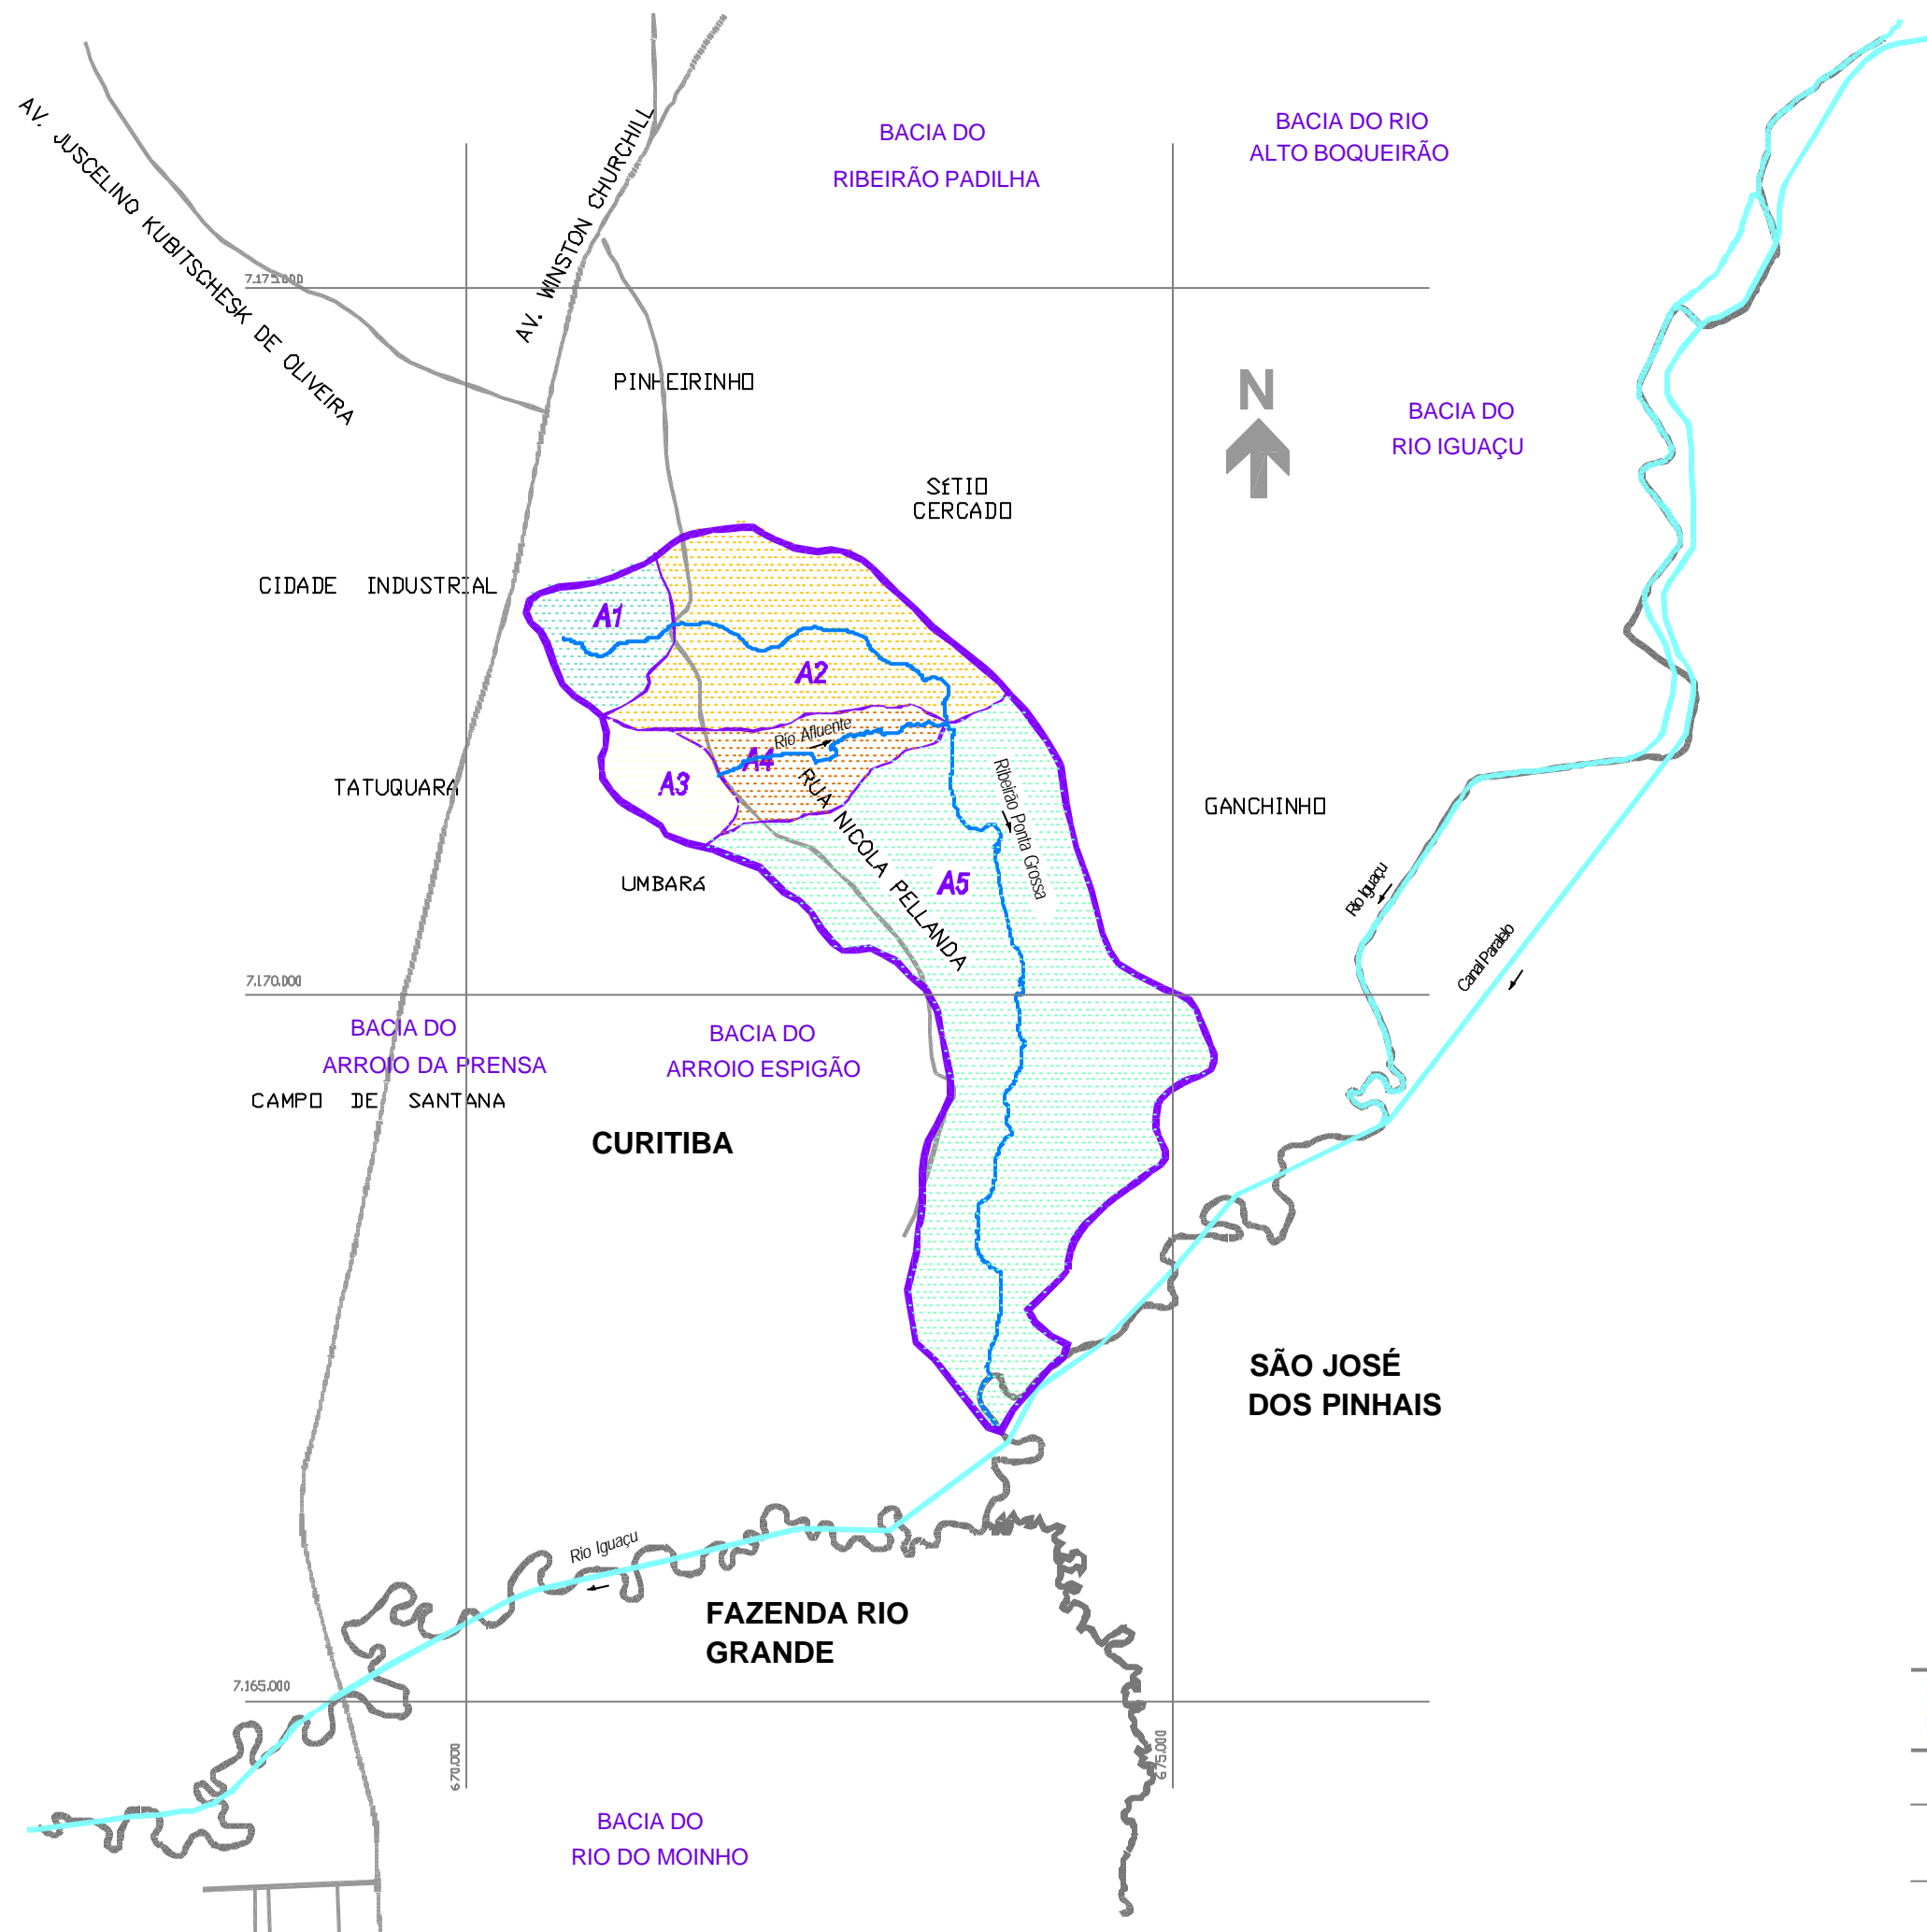 AV. JUSCELINO KUBITSCHESK DE OLIVEIRA
AV. WINSTON CHURCHILL
BACIA DO
RIBEIRÃO PADILHA
BACIA DO RIO
ALTO BOQUEIRÃO
7.175.000
PINHEIRINHO
N
BACIA DO
RIO IGUAÇU
SíTIO
CERCADO
CIDADE INDUSTRIAL
A1
A2
Rio Afluente
A4
A3
TATUQUARA
RUA NICOLA PELLANDA
Ribeirão Ponta Grossa
GANCHINHO
UMBARá
A5
Rio Iguaçu
Canal Paralelo
7.170.000
BACIA DO
ARROIO DA PRENSA
BACIA DO
ARROIO ESPIGÃO
CAMPO DE SANTANA
CURITIBA
SÃO JOSÉ
DOS PINHAIS
Rio Iguaçu
FAZENDA RIO
GRANDE
7.165.000
670.000
675.000
BACIA DO
RIO DO MOINHO